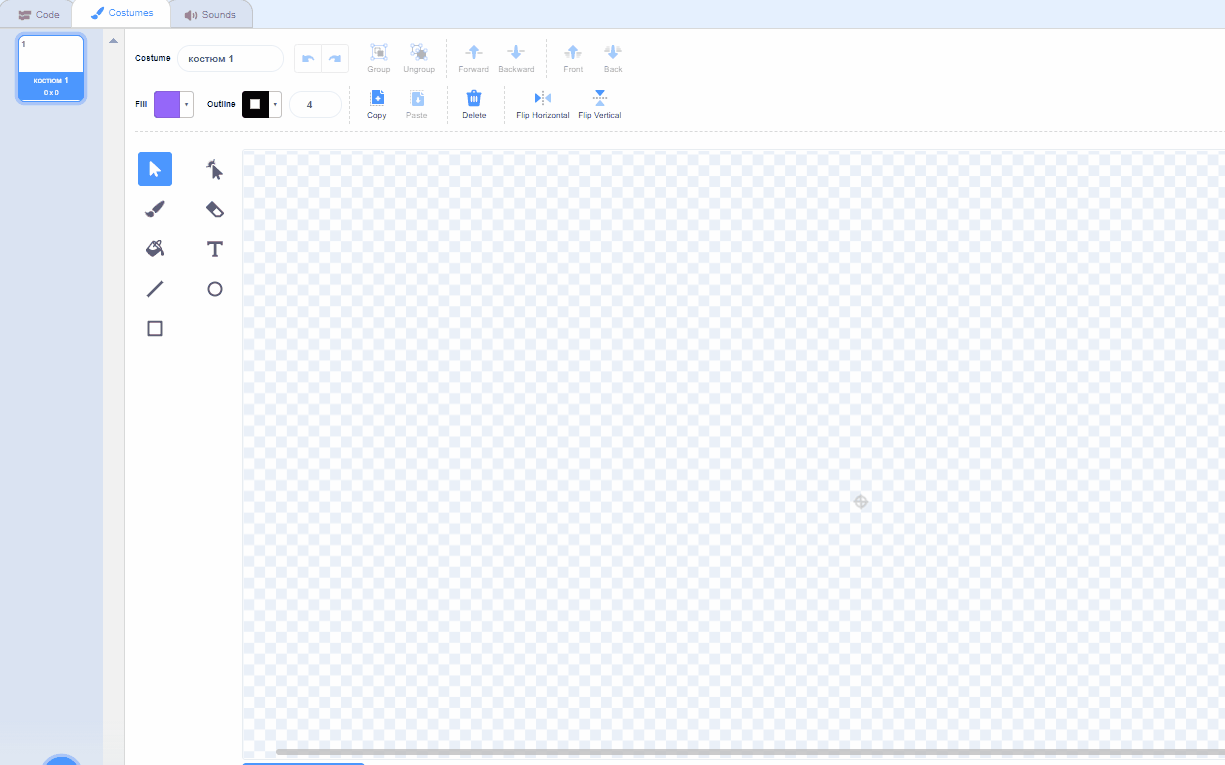 Code Costumes Sounds
1
костюм 1
0 x 0
Costume костюм 1 Group Ungroup Forward Backward Front Back
Fill Outline 4 Copy Paste Delete Flip Horizontal Flip Vertical